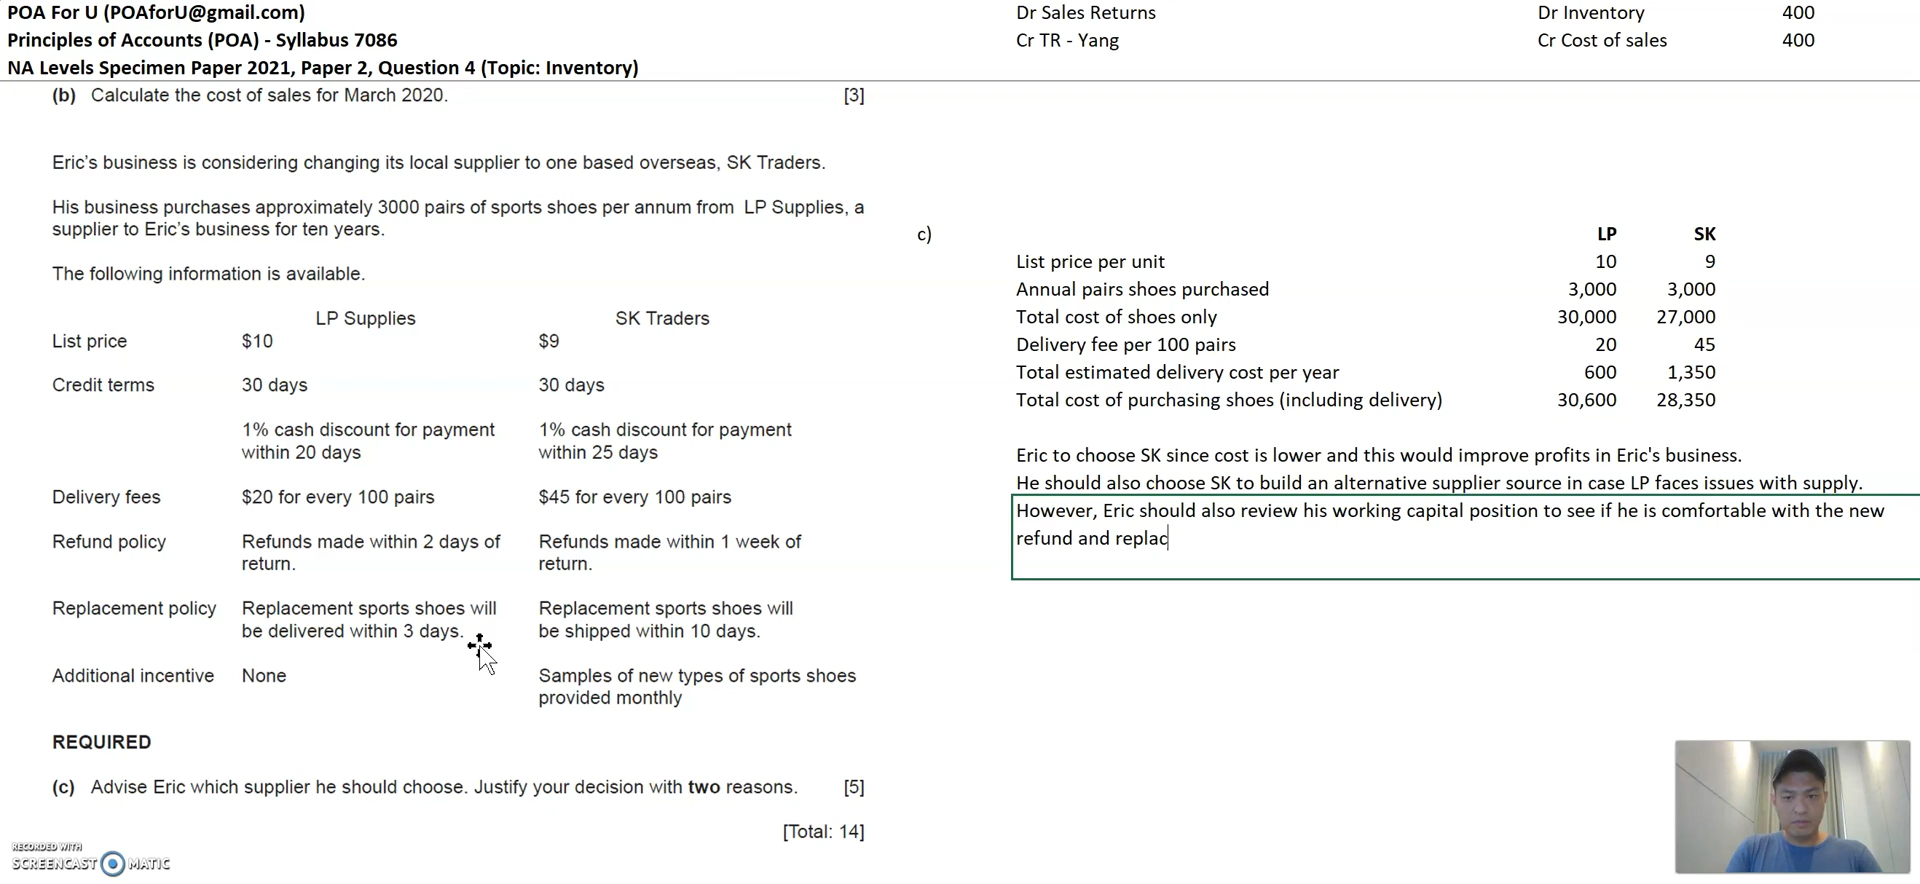 POA For U (POAforU@gmail.com)
Principles of Accounts (POA) - Syllabus 7086
NA Levels Specimen Paper 2021, Paper 2, Question 4 (Topic: Inventory)
Dr Sales Returns Dr Inventory 400
Cr TR - Yang Cr Cost of sales 400
(b) Calculate the cost of sales for March 2020. [3]
Eric's business is considering changing its local supplier to one based overseas, SK Traders.
His business purchases approximately 3000 pairs of sports shoes per annum from LP Supplies, a
supplier to Eric's business for ten years.
The following information is available.
LP Supplies SK Traders
List price $10 $9
Credit terms 30 days 30 days
1% cash discount for payment 1% cash discount for payment
within 20 days within 25 days
Delivery fees $20 for every 100 pairs $45 for every 100 pairs
Refund policy Refunds made within 2 days of Refunds made within 1 week of
return. return.
Replacement policy Replacement sports shoes will Replacement sports shoes will
be delivered within 3 days. be shipped within 10 days.
Additional incentive None Samples of new types of sports shoes
provided monthly
REQUIRED
(c) Advise Eric which supplier he should choose. Justify your decision with two reasons. [5]
[Total: 14]
c) LP SK
List price per unit 10 9
Annual pairs shoes purchased 3,000 3,000
Total cost of shoes only 30,000 27,000
Delivery fee per 100 pairs 20 45
Total estimated delivery cost per year 600 1,350
Total cost of purchasing shoes (including delivery) 30,600 28,350
Eric to choose SK since cost is lower and this would improve profits in Eric's business.
He should also choose SK to build an alternative supplier source in case LP faces issues with supply.
However, Eric should also review his working capital position to see if he is comfortable with the new
refund and replac
RECORDED WITH
SCREENCAST MATIC